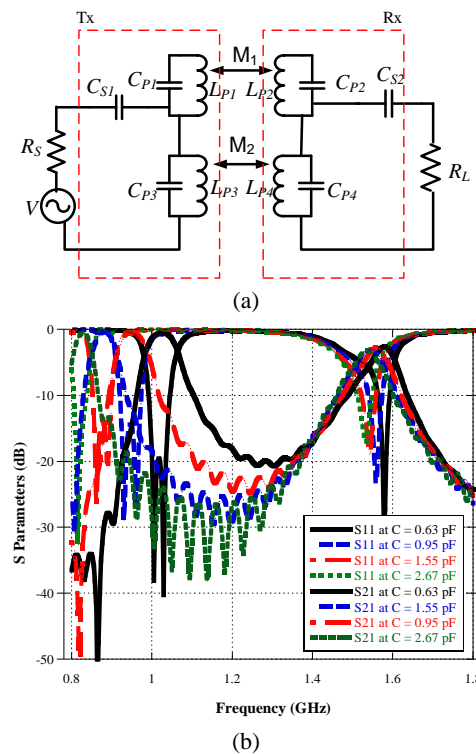 Tx
Rx
M1
CP1
CS1
LP1
LP2
CP2
CS2
RS
M2
RL
CP3
LP3
LP4
CP4
V
(a)
0
-10
-20
-30
-40
-50
S Parameters (dB)
S11 at C = 0.63 pF
S11 at C = 0.95 pF
S11 at C = 1.55 pF
S11 at C = 2.67 pF
S21 at C = 0.63 pF
S21 at C = 1.55 pF
S21 at C = 0.95 pF
S21 at C = 2.67 pF
0.8 1 1.2 1.4 1.6 1.8
Frequency (GHz)
(b)